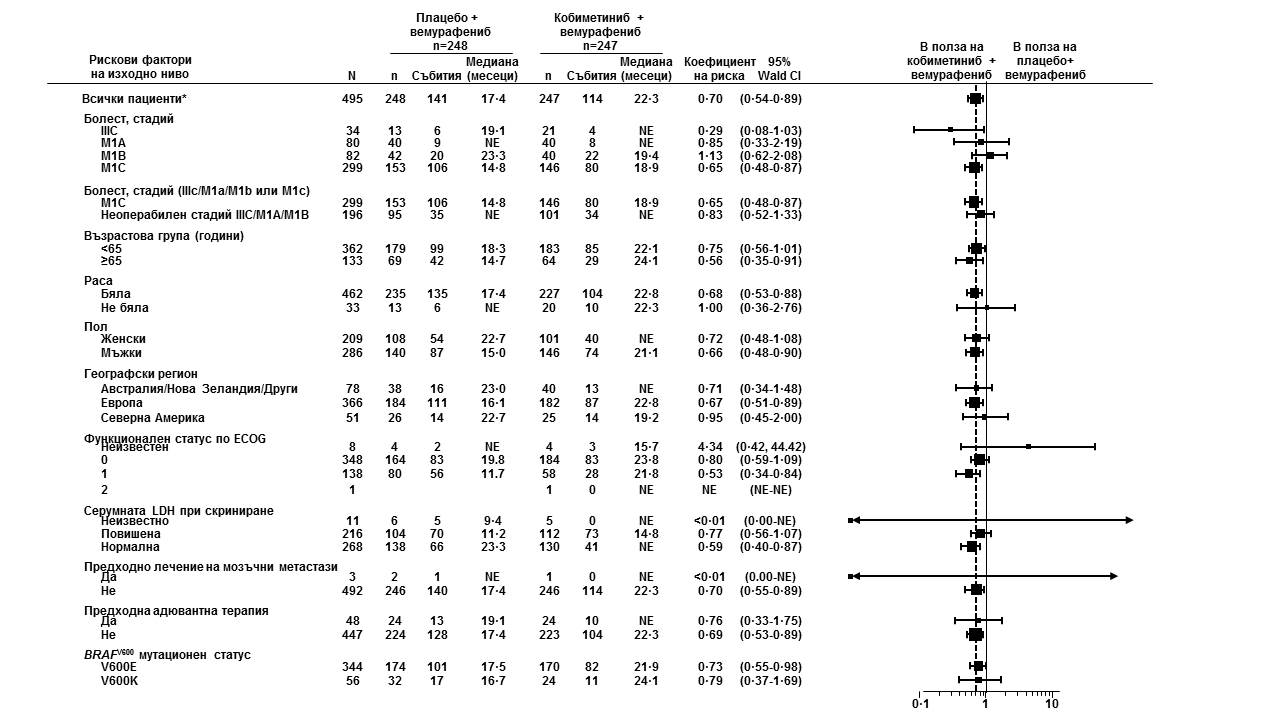 Плацебо + вемурафениб n=248
Кобиметиниб + вемурафениб n=247
В полза на кобиметиниб + вемурафениб
В полза на плацебо+ вемурафениб
Рискови фактори на изходно ниво N n Събития Медиана (месеци) n Събития Медиана (месеци) Коефициент на риска 95% Wald CI
Всички пациенти* 495 248 141 17·4 247 114 22·3 0·70 (0·54-0·89)
Болест, стадий
IIIC 34 13 6 19·1 21 4 NE 0·29 (0·08-1·03)
M1A 80 40 9 NE 40 8 NE 0·85 (0·33-2·19)
M1B 82 42 20 23·3 40 22 19·4 1·13 (0·62-2·08)
M1C 299 153 106 14·8 146 80 18·9 0·65 (0·48-0·87)
Болест, стадий (IIIc/M1a/M1b или M1c)
M1C 299 153 106 14·8 146 80 18·9 0·65 (0·48-0·87)
Неоперабилен стадий IIIC/M1A/M1B 196 95 35 NE 101 34 NE 0·83 (0·52-1·33)
Възрастова група (години)
<65 362 179 99 18·3 183 85 22·1 0·75 (0·56-1·01)
≥65 133 69 42 14·7 64 29 24·1 0·56 (0·35-0·91)
Раса
Бяла 462 235 135 17·4 227 104 22·8 0·68 (0·53-0·88)
Не бяла 33 13 6 NE 20 10 22·3 1·00 (0·36-2·76)
Пол
Женски 209 108 54 22·7 101 40 NE 0·72 (0·48-1·08)
Мъжки 286 140 87 15·0 146 74 21·1 0·66 (0·48-0·90)
Географски регион
Австралия/Нова Зеландия/Други 78 38 16 23·0 40 13 NE 0·71 (0·34-1·48)
Европа 366 184 111 16·1 182 87 22·8 0·67 (0·51-0·89)
Северна Америка 51 26 14 22·7 25 14 19·2 0·95 (0·45-2·00)
Функционален статус по ECOG
Неизвестен 8 4 2 NE 4 3 15·7 4·34 (0·42, 44.42)
0 348 164 83 19.8 184 83 23·8 0·80 (0·59-1·09)
1 138 80 56 11.7 58 28 21·8 0·53 (0·34-0·84)
2 1 1 0 NE NE (NE-NE)
Серумната LDH при скриниране
Неизвестно 11 6 5 9·4 5 0 NE <0·01 (0·00-NE)
Повишена 216 104 70 11·2 112 73 14·8 0·77 (0·56-1·07)
Нормална 268 138 66 23·3 130 41 NE 0·59 (0·40-0·87)
Предходно лечение на мозъчни метастази
Да 3 2 1 NE 1 0 NE <0·01 (0.00-NE)
Не 492 246 140 17·4 246 114 22·3 0·70 (0·55-0·89)
Предходна адювантна терапия
Да 48 24 13 19·1 24 10 NE 0·76 (0·33-1·75)
Не 447 224 128 17·4 223 104 22·3 0·69 (0·53-0·89)
BRAFV600 мутационен статус
V600E 344 174 101 17·5 170 82 21·9 0·73 (0·55-0·98)
V600K 56 32 17 16·7 24 11 24·1 0·79 (0·37-1·69)
0·1 1 10